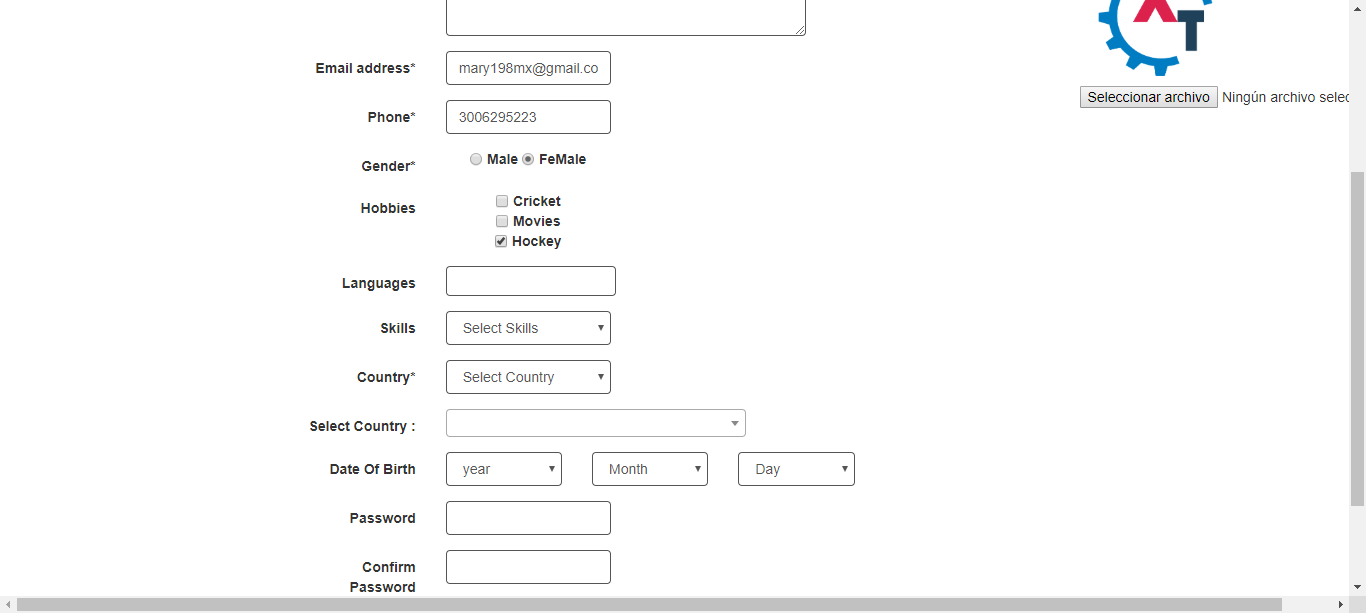 T
Seleccionar archivo Ningún archivo selec
Email address* mary198mx@gmail.co
Phone* 3006295223
Gender* Male FeMale
Hobbies Cricket
Movies
Hockey
Languages
Skills Select Skills
Country* Select Country
Select Country :
Date Of Birth year Month Day
Password
Confirm
Password